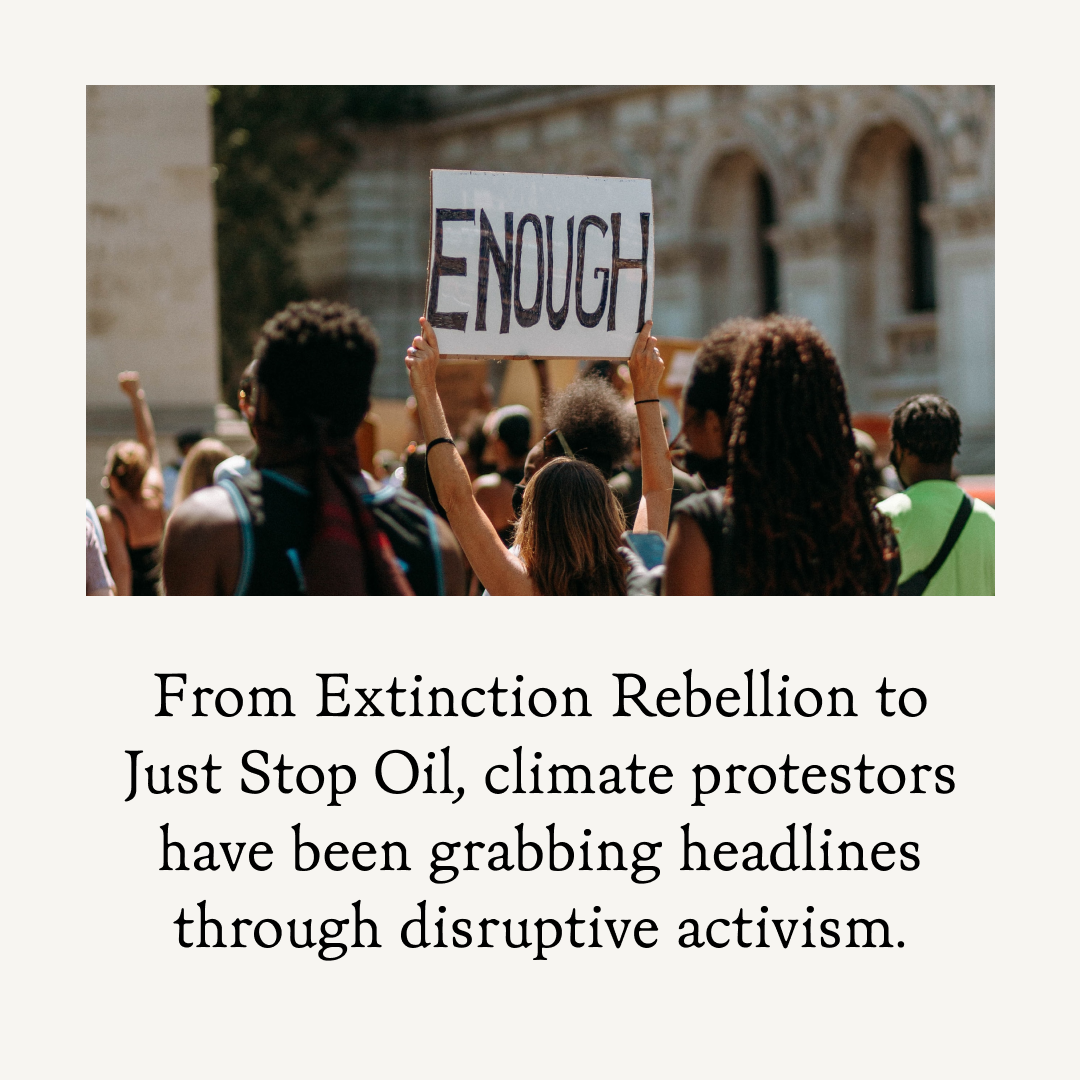 ENOUGH
From Extinction Rebellion to
Just Stop Oil, climate protestors
have been grabbing headlines
through disruptive activism.